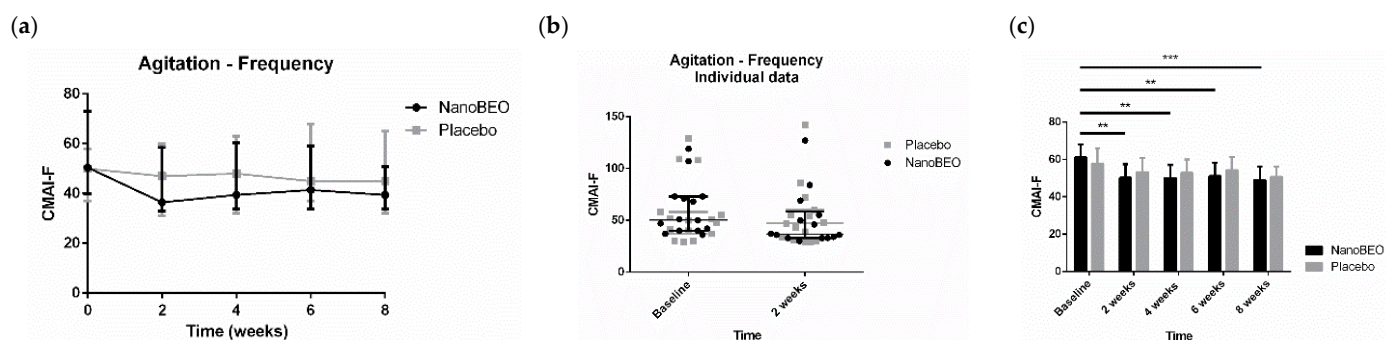 (a)
Agitation - Frequency
CMAI-F
80
60
40
20
0
0 2 4 6 8
Time (weeks)
NanoBEO
Placebo
(b)
Agitation - Frequency
Individual data
CMAI-F
150
100
50
0
Baseline
2 weeks
Time
Placebo
NanoBEO
(c)
***
**
**
**
CMAI-F
80
60
40
20
0
Baseline
2 weeks
4 weeks
6 weeks
8 weeks
Time
NanoBEO
Placebo